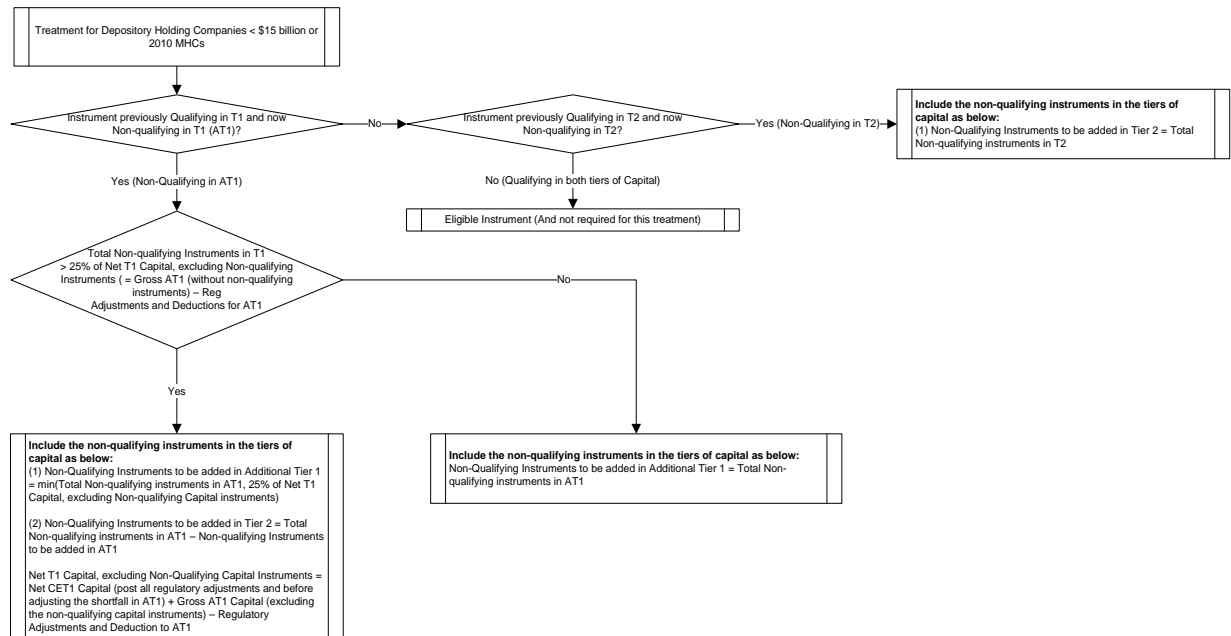 Treatment for Depository Holding Companies < $15 billion or
2010 MHCs
Instrument previously Qualifying in T1 and now
Non-qualifying in T1 (AT1)?
No
Instrument previously Qualifying in T2 and now
Non-qualifying in T2?
Yes (Non-Qualifying in T2)
Include the non-qualifying instruments in the tiers of
capital as below:
(1) Non-Qualifying Instruments to be added in Tier 2 = Total
Non-qualifying instruments in T2
Yes (Non-Qualifying in AT1)
No (Qualifying in both tiers of Capital)
Eligible Instrument (And not required for this treatment)
Total Non-qualifying Instruments in T1
> 25% of Net T1 Capital, excluding Non-qualifying
Instruments ( = Gross AT1 (without non-qualifying
instruments) – Reg
Adjustments and Deductions for AT1
No
Yes
Include the non-qualifying instruments in the tiers of
capital as below:
(1) Non-Qualifying Instruments to be added in Additional Tier 1
= min(Total Non-qualifying instruments in AT1, 25% of Net T1
Capital, excluding Non-qualifying Capital instruments)
(2) Non-Qualifying Instruments to be added in Tier 2 = Total
Non-qualifying instruments in AT1 – Non-qualifying Instruments
to be added in AT1
Net T1 Capital, excluding Non-Qualifying Capital Instruments =
Net CET1 Capital (post all regulatory adjustments and before
adjusting the shortfall in AT1) + Gross AT1 Capital (excluding
the non-qualifying capital instruments) – Regulatory
Adjustments and Deduction to AT1
Include the non-qualifying instruments in the tiers of capital as below:
Non-Qualifying Instruments to be added in Additional Tier 1 = Total Non-
qualifying instruments in AT1